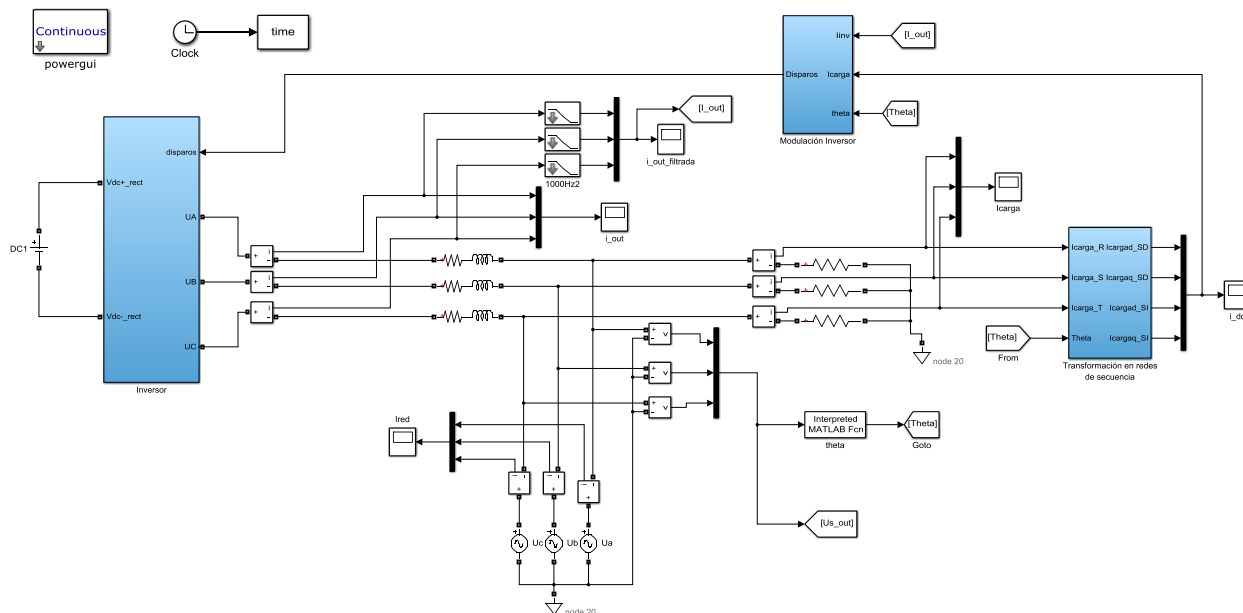 Continuous
powergui
Clock
time
Iinv
Disparos
Icarga
theta
Modulación Inversor
[I_out]
[Theta]
[I_out]
i_out_filtrada
1000Hz2
i_out
Icarga
disparos
Vdc+_rect
UA
UB
Vdc-_rect
UC
Inversor
DC1
+
i
+
-
i
+
-
i
+
-
i
+
-
i
+
-
i
+
-
Icarga_R
Icarga_S
Icarga_T
Theta
Icargad_SD
Icargaq_SD
Icargad_SI
Icargaq_SI
Transformación en redes
de secuencia
[Theta]
From
i_dq
node 20
+
-
v
+
-
v
+
-
v
Ired
Interpreted
MATLAB Fcn
theta
[Theta]
Goto
[Us_out]
Uc
Ub
Ua
node 20